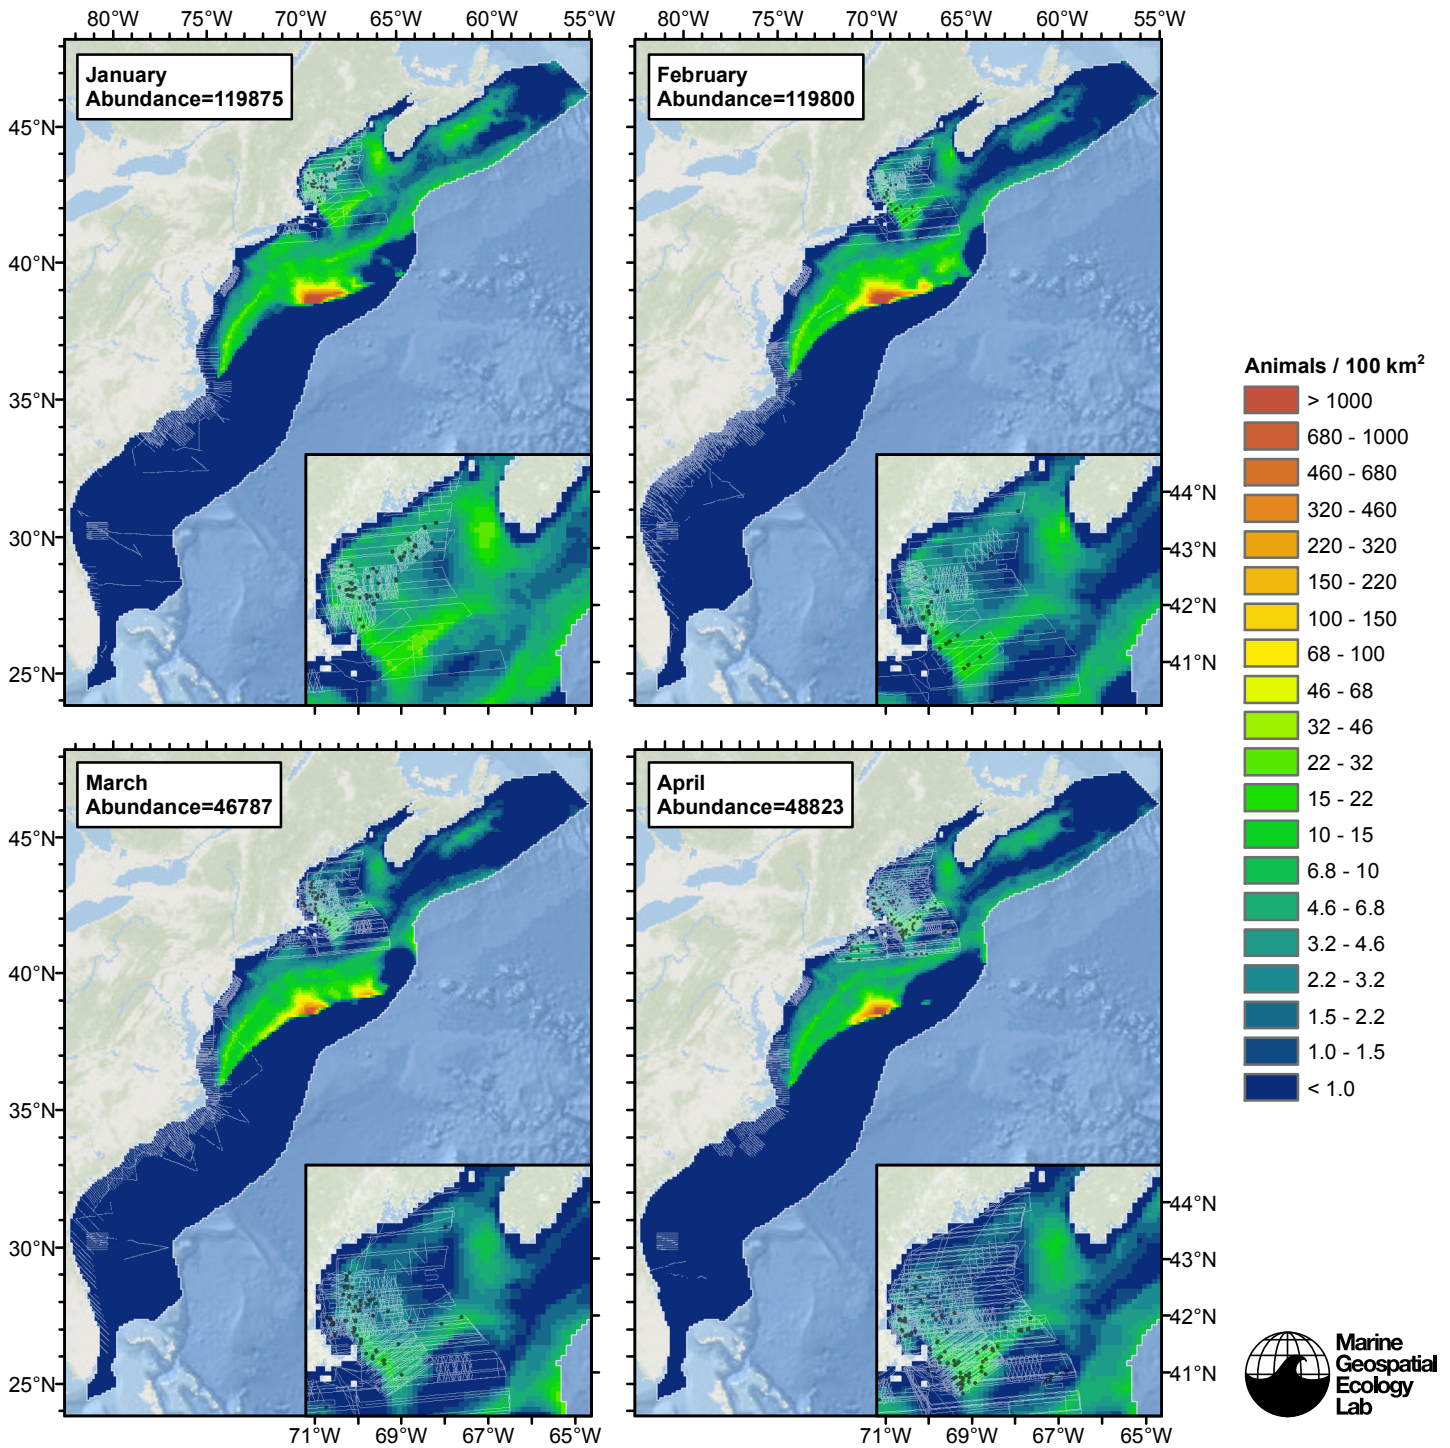 80°W 75°W 70°W 65°W 60°W 55°W
80°W 75°W 70°W 65°W 60°W 55°W
January
Abundance=119875
February
Abundance=119800
45°N
40°N
35°N
30°N
25°N
44°N
43°N
42°N
41°N
March
Abundance=46787
April
Abundance=48823
45°N
40°N
35°N
30°N
25°N
44°N
43°N
42°N
41°N
71°W 69°W 67°W 65°W
71°W 69°W 67°W 65°W
Animals / 100 km²
> 1000
680 - 1000
460 - 680
320 - 460
220 - 320
150 - 220
100 - 150
68 - 100
46 - 68
32 - 46
22 - 32
15 - 22
10 - 15
6.8 - 10
4.6 - 6.8
3.2 - 4.6
2.2 - 3.2
1.5 - 2.2
1.0 - 1.5
< 1.0
Marine
Geospatial
Ecology
Lab